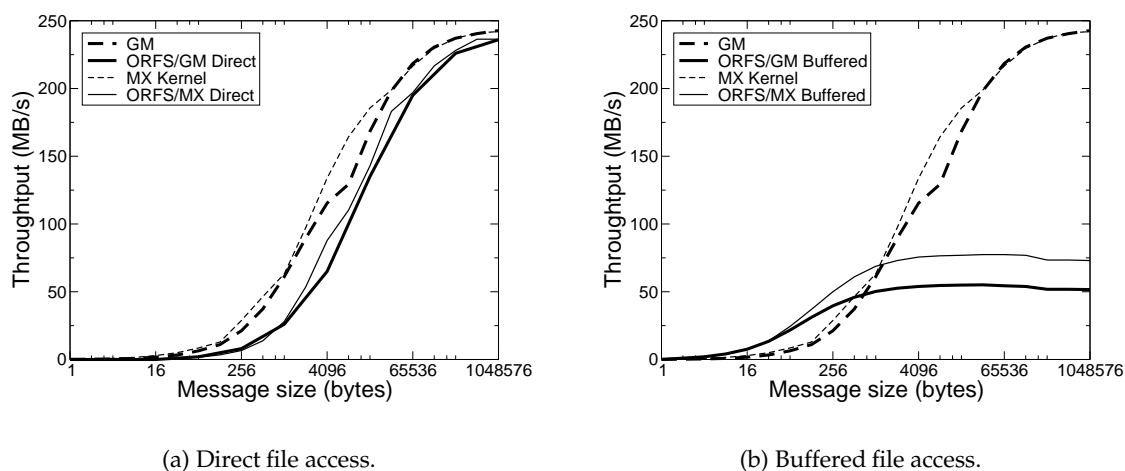 250
200
150
100
50
0
Throughtput (MB/s)
GM
ORFS/GM Direct
MX Kernel
ORFS/MX Direct
1 16 256 4096 65536 1048576
Message size (bytes)
(a) Direct file access.
250
200
150
100
50
0
Throughtput (MB/s)
GM
ORFS/GM Buffered
MX Kernel
ORFS/MX Buffered
1 16 256 4096 65536 1048576
Message size (bytes)
(b) Buffered file access.